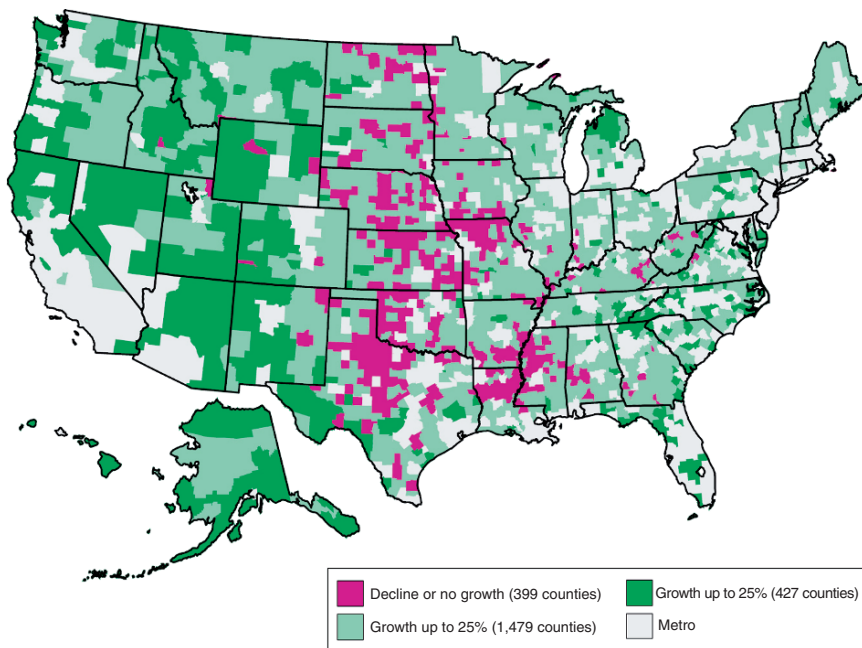 Decline or no growth (399 counties)
Growth up to 25% (1,479 counties)
Growth up to 25% (427 counties)
Metro